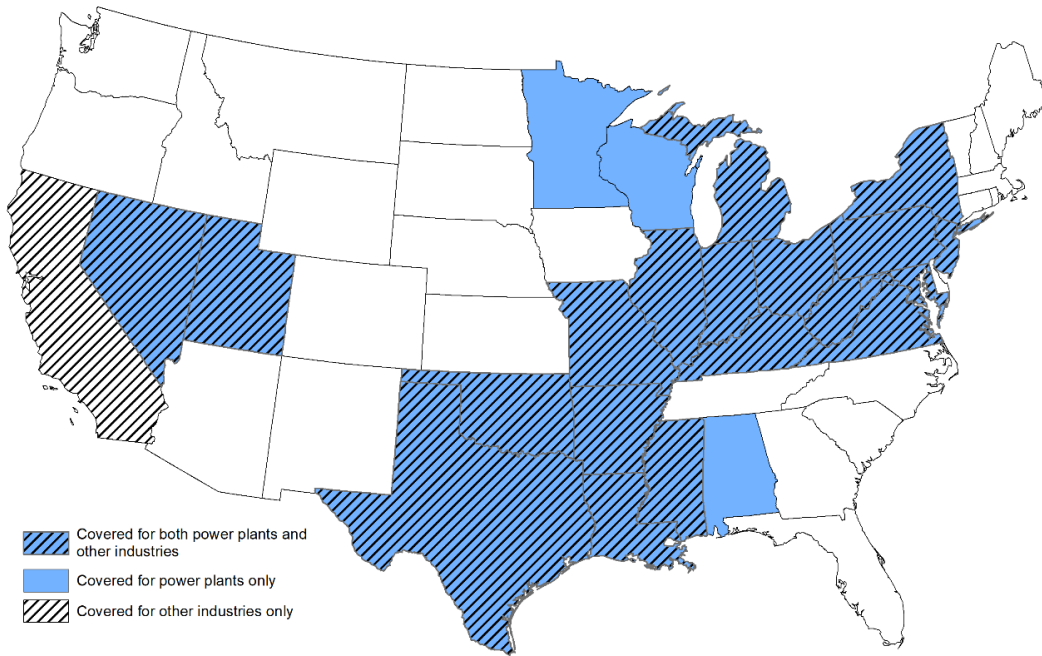 Covered for both power plants and
other industries
Covered for power plants only
Covered for other industries only